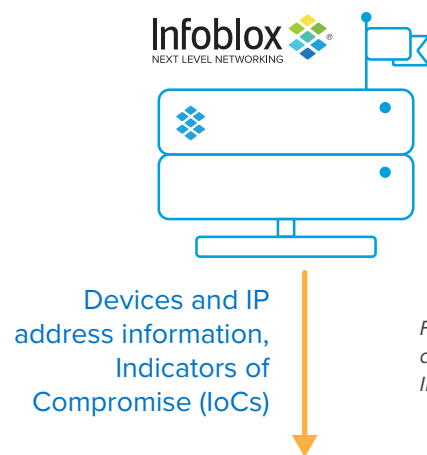 Infoblox®
NEXT LEVEL NETWORKING
Devices and IP
address information,
Indicators of
Compromise (IoCs)